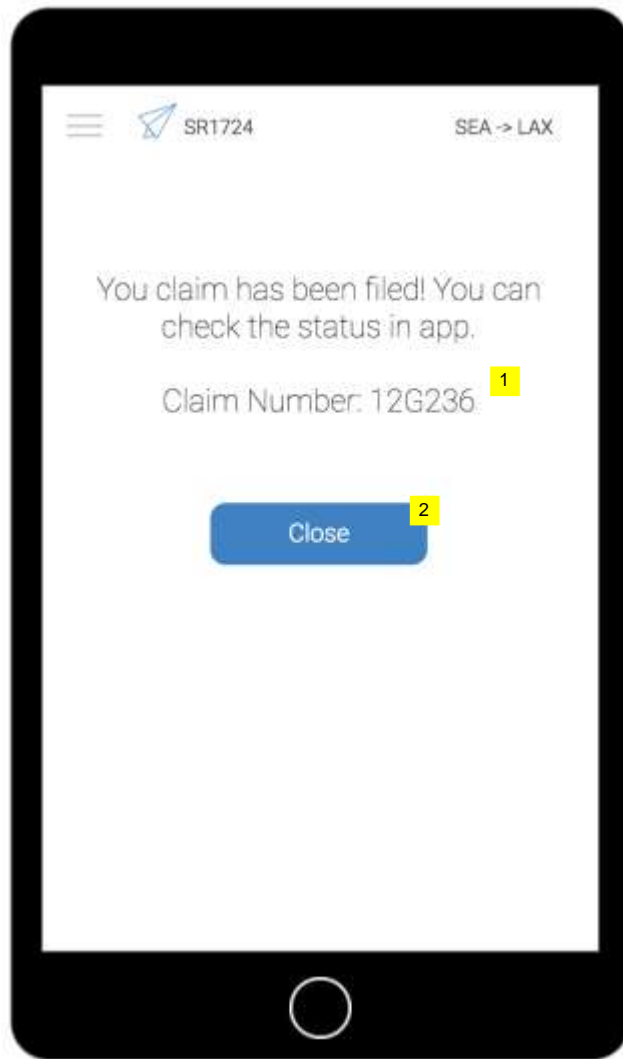 SR1724 SEA -> LAX
You claim has been filed! You can
check the status in app.
1
Claim Number: 12G236
2
Close